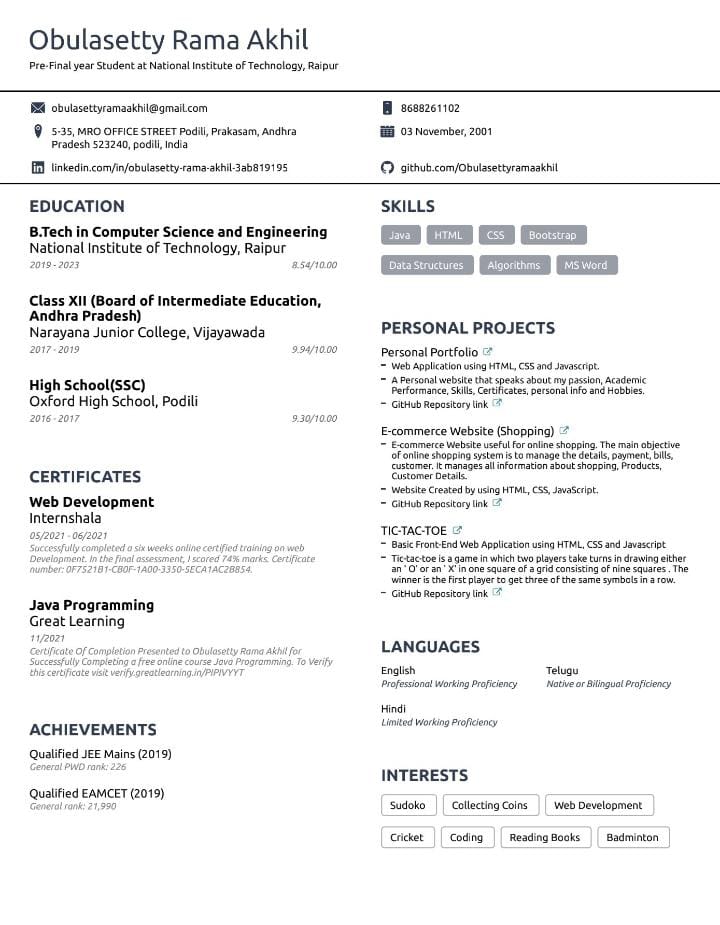 Obulasetty Rama Akhil
Pre-Final year Student at National Institute of Technology, Raipur
obulasettyramaakhil@gmail.com
8688261102
5-35, MRO OFFICE STREET Podili, Prakasam, Andhra
Pradesh 523240, podili, India
03 November, 2001
linkedin.com/in/obulasetty-rama-akhil-3ab819195
github.com/Obulasettyramaakhil
EDUCATION
B.Tech in Computer Science and Engineering
National Institute of Technology, Raipur
2019 - 2023 8.54/10.00
Class XII (Board of Intermediate Education,
Andhra Pradesh)
Narayana Junior College, Vijayawada
2017 - 2019 9.94/10.00
High School(SSC)
Oxford High School, Podili
2016 - 2017 9.30/10.00
CERTIFICATES
Web Development
Internshala
05/2021 - 06/2021
Successfully completed a six weeks online certified training on web
Development. In the final assessment, I scored 74% marks. Certificate
number: 0F7521B1-CB0F-1A00-3350-5ECA1AC2B854.
Java Programming
Great Learning
11/2021
Certificate Of Completion Presented to Obulasetty Rama Akhil for
Successfully Completing a free online course Java Programming. To Verify
this certificate visit verify.greatlearning.in/PIPIVYYT
ACHIEVEMENTS
Qualified JEE Mains (2019)
General PWD rank: 226
Qualified EAMCET (2019)
General rank: 21,990
SKILLS
Java HTML CSS Bootstrap
Data Structures Algorithms MS Word
PERSONAL PROJECTS
Personal Portfolio
– Web Application using HTML, CSS and Javascript.
– A Personal website that speaks about my passion, Academic
Performance, Skills, Certificates, personal info and Hobbies.
– GitHub Repository link
E-commerce Website (Shopping)
– E-commerce Website useful for online shopping. The main objective
of online shopping system is to manage the details, payment, bills,
customer. It manages all information about shopping, Products,
Customer Details.
– Website Created by using HTML, CSS, JavaScript.
– GitHub Repository link
TIC-TAC-TOE
– Basic Front-End Web Application using HTML, CSS and Javascript
– Tic-tac-toe is a game in which two players take turns in drawing either
an ' O' or an ' X' in one square of a grid consisting of nine squares . The
winner is the first player to get three of the same symbols in a row.
– GitHub Repository link
LANGUAGES
English Telugu
Professional Working Proficiency Native or Bilingual Proficiency
Hindi
Limited Working Proficiency
INTERESTS
Sudoko Collecting Coins Web Development
Cricket Coding Reading Books Badminton